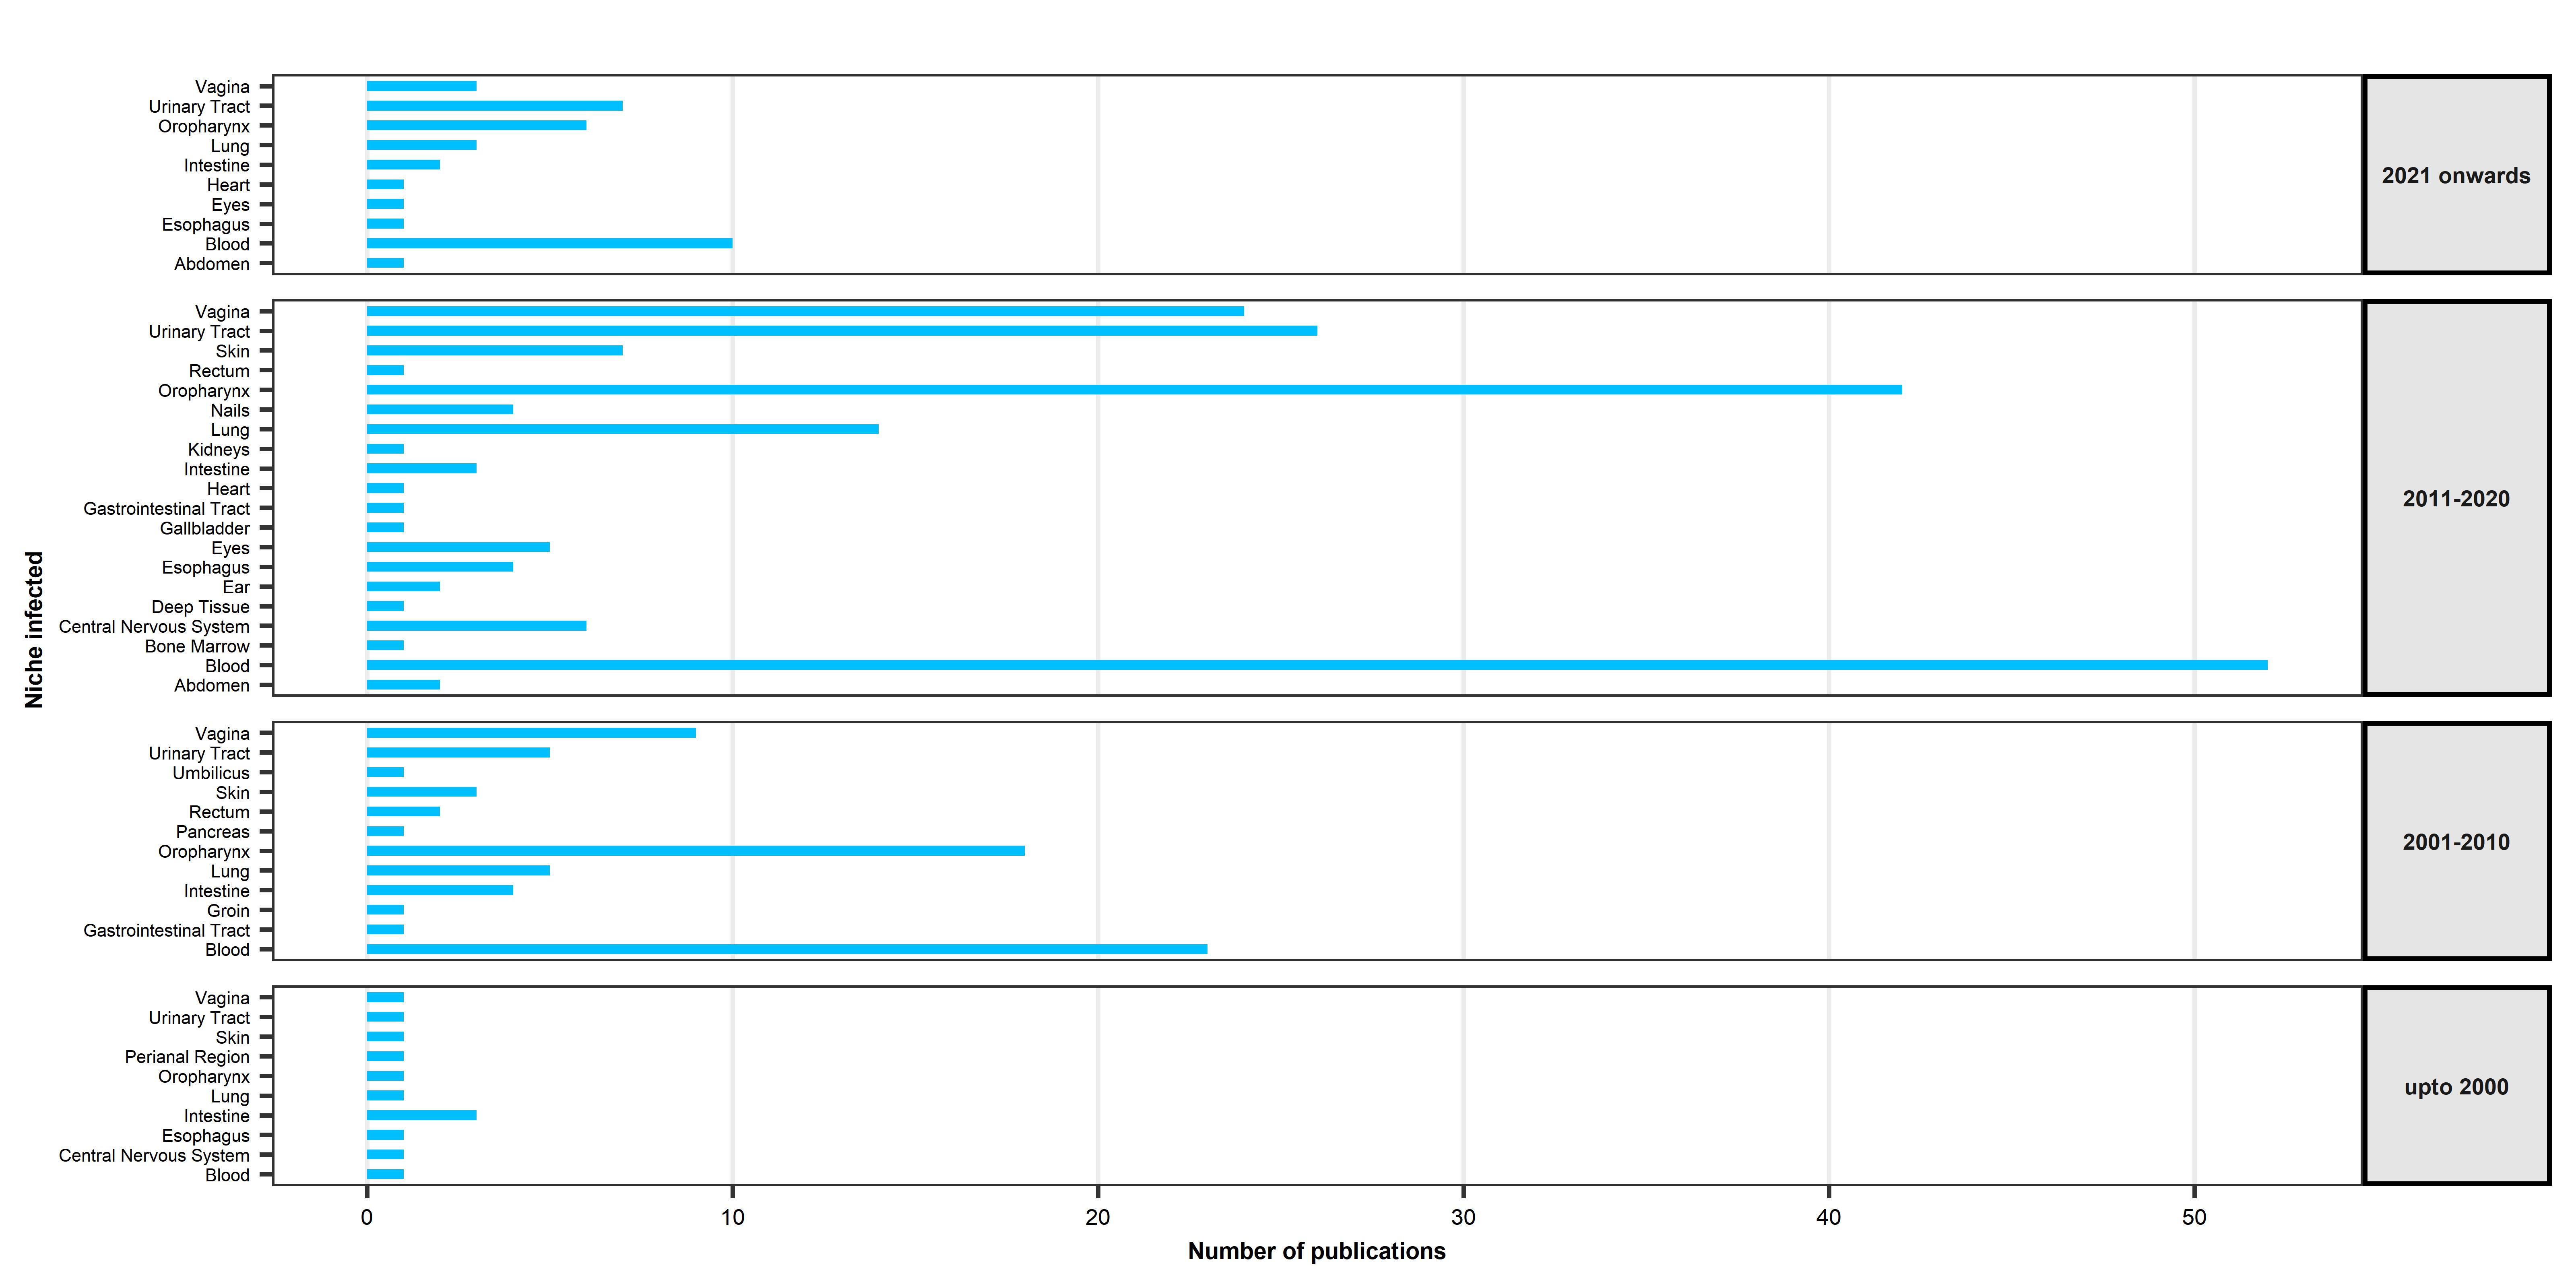 Vagina
Urinary Tract
Oropharynx
Lung
Intestine
Heart
Eyes
Esophagus
Blood
Abdomen
2021 onwards
Vagina
Urinary Tract
Skin
Rectum
Oropharynx
Nails
Lung
Kidneys
Intestine
Heart
Gastrointestinal Tract
Gallbladder
Eyes
Esophagus
Ear
Deep Tissue
Central Nervous System
Bone Marrow
Blood
Abdomen
2011-2020
Niche infected
Vagina
Urinary Tract
Umbilicus
Skin
Rectum
Pancreas
Oropharynx
Lung
Intestine
Groin
Gastrointestinal Tract
Blood
2001-2010
Vagina
Urinary Tract
Skin
Perianal Region
Oropharynx
Lung
Intestine
Esophagus
Central Nervous System
Blood
upto 2000
0 10 20 30 40 50
Number of publications